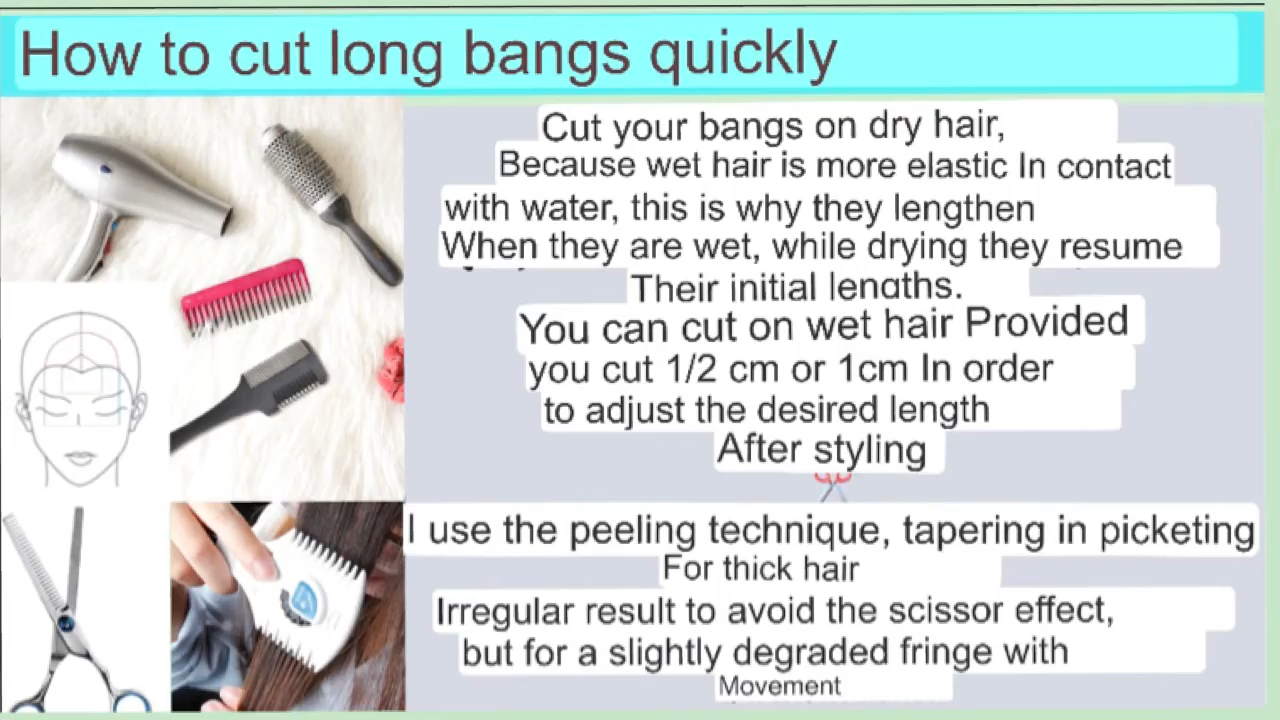 How to cut long bangs quickly
Cut your bangs on dry hair,
Because wet hair is more elastic In contact
with water, this is why they lengthen
When they are wet, while drying they resume
Their initial lengths.
You can cut on wet hair Provided
you cut 1/2 cm or 1cm In order
to adjust the desired length
After styling
I use the peeling technique, tapering in picketing
For thick hair
Irregular result to avoid the scissor effect,
but for a slightly degraded fringe with
Movement